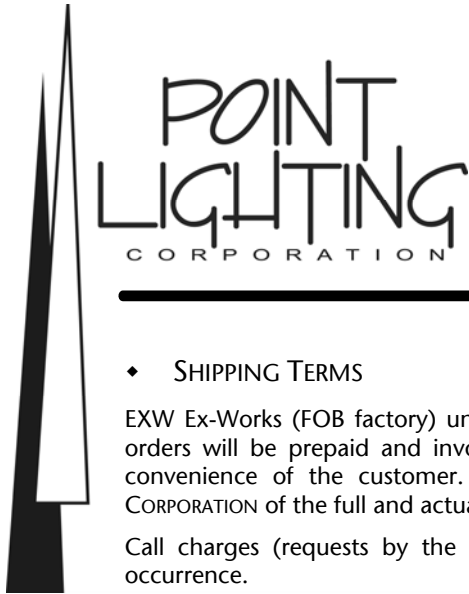 POINT
LIGHTING
CORPORATION
◆ SHIPPING TERMS
EXW Ex-Works (FOB factory) un
orders will be prepaid and invo
convenience of the customer.
CORPORATION of the full and actua
Call charges (requests by the
occurrence.